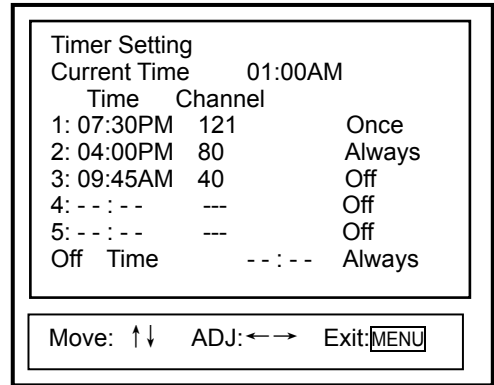 Timer Setting
Current Time 01:00AM
Time Channel
1: 07:30PM 121 Once
2: 04:00PM 80 Always
3: 09:45AM 40 Off
4: - - : - - --- Off
5: - - : - - --- Off
Off Time - - : - - Always
Move: ↑↓ ADJ:←→ Exit:MENU